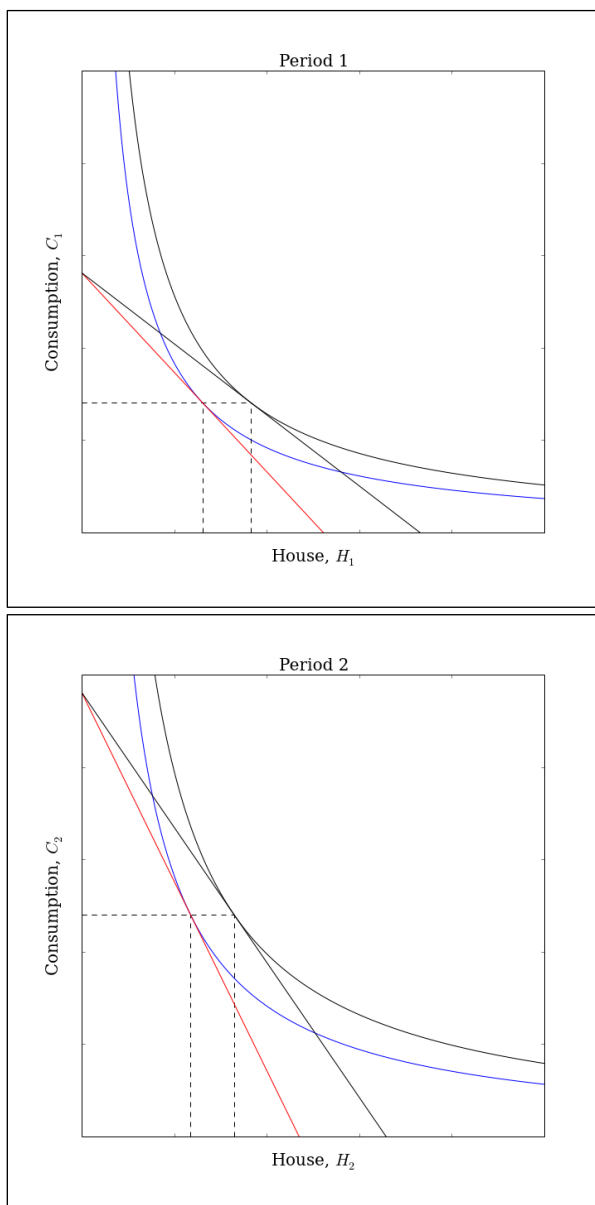 Period 1
Consumption, C₁
House, H₁
Period 2
Consumption, C₂
House, H₂